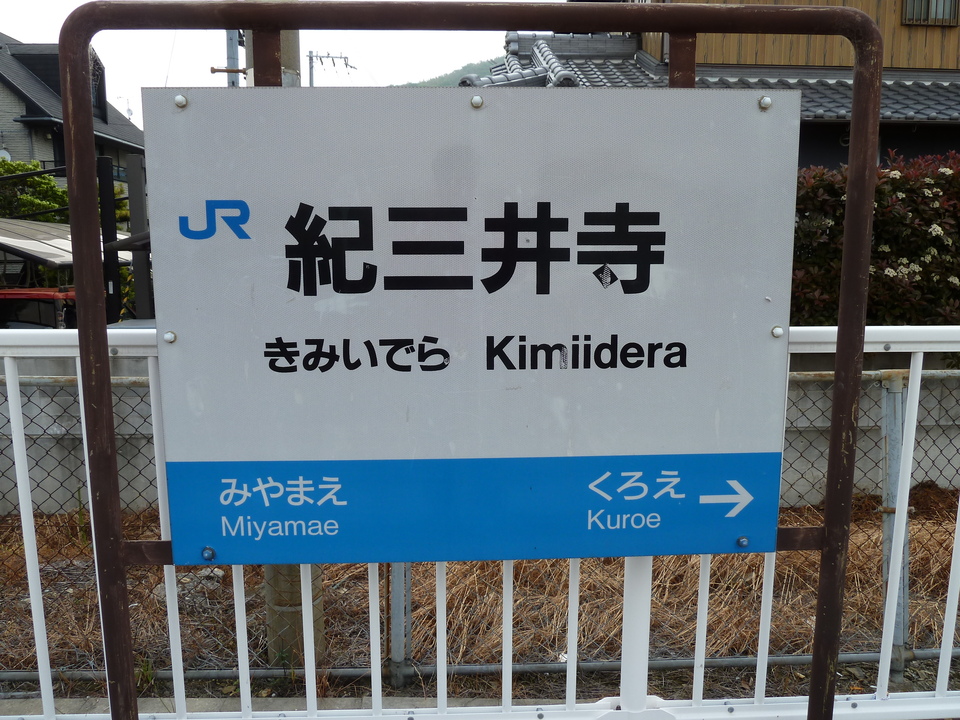 JR 紀三井寺
きみいでら Kimiidera
みやまえ くろえ →
Miyamae Kuroe